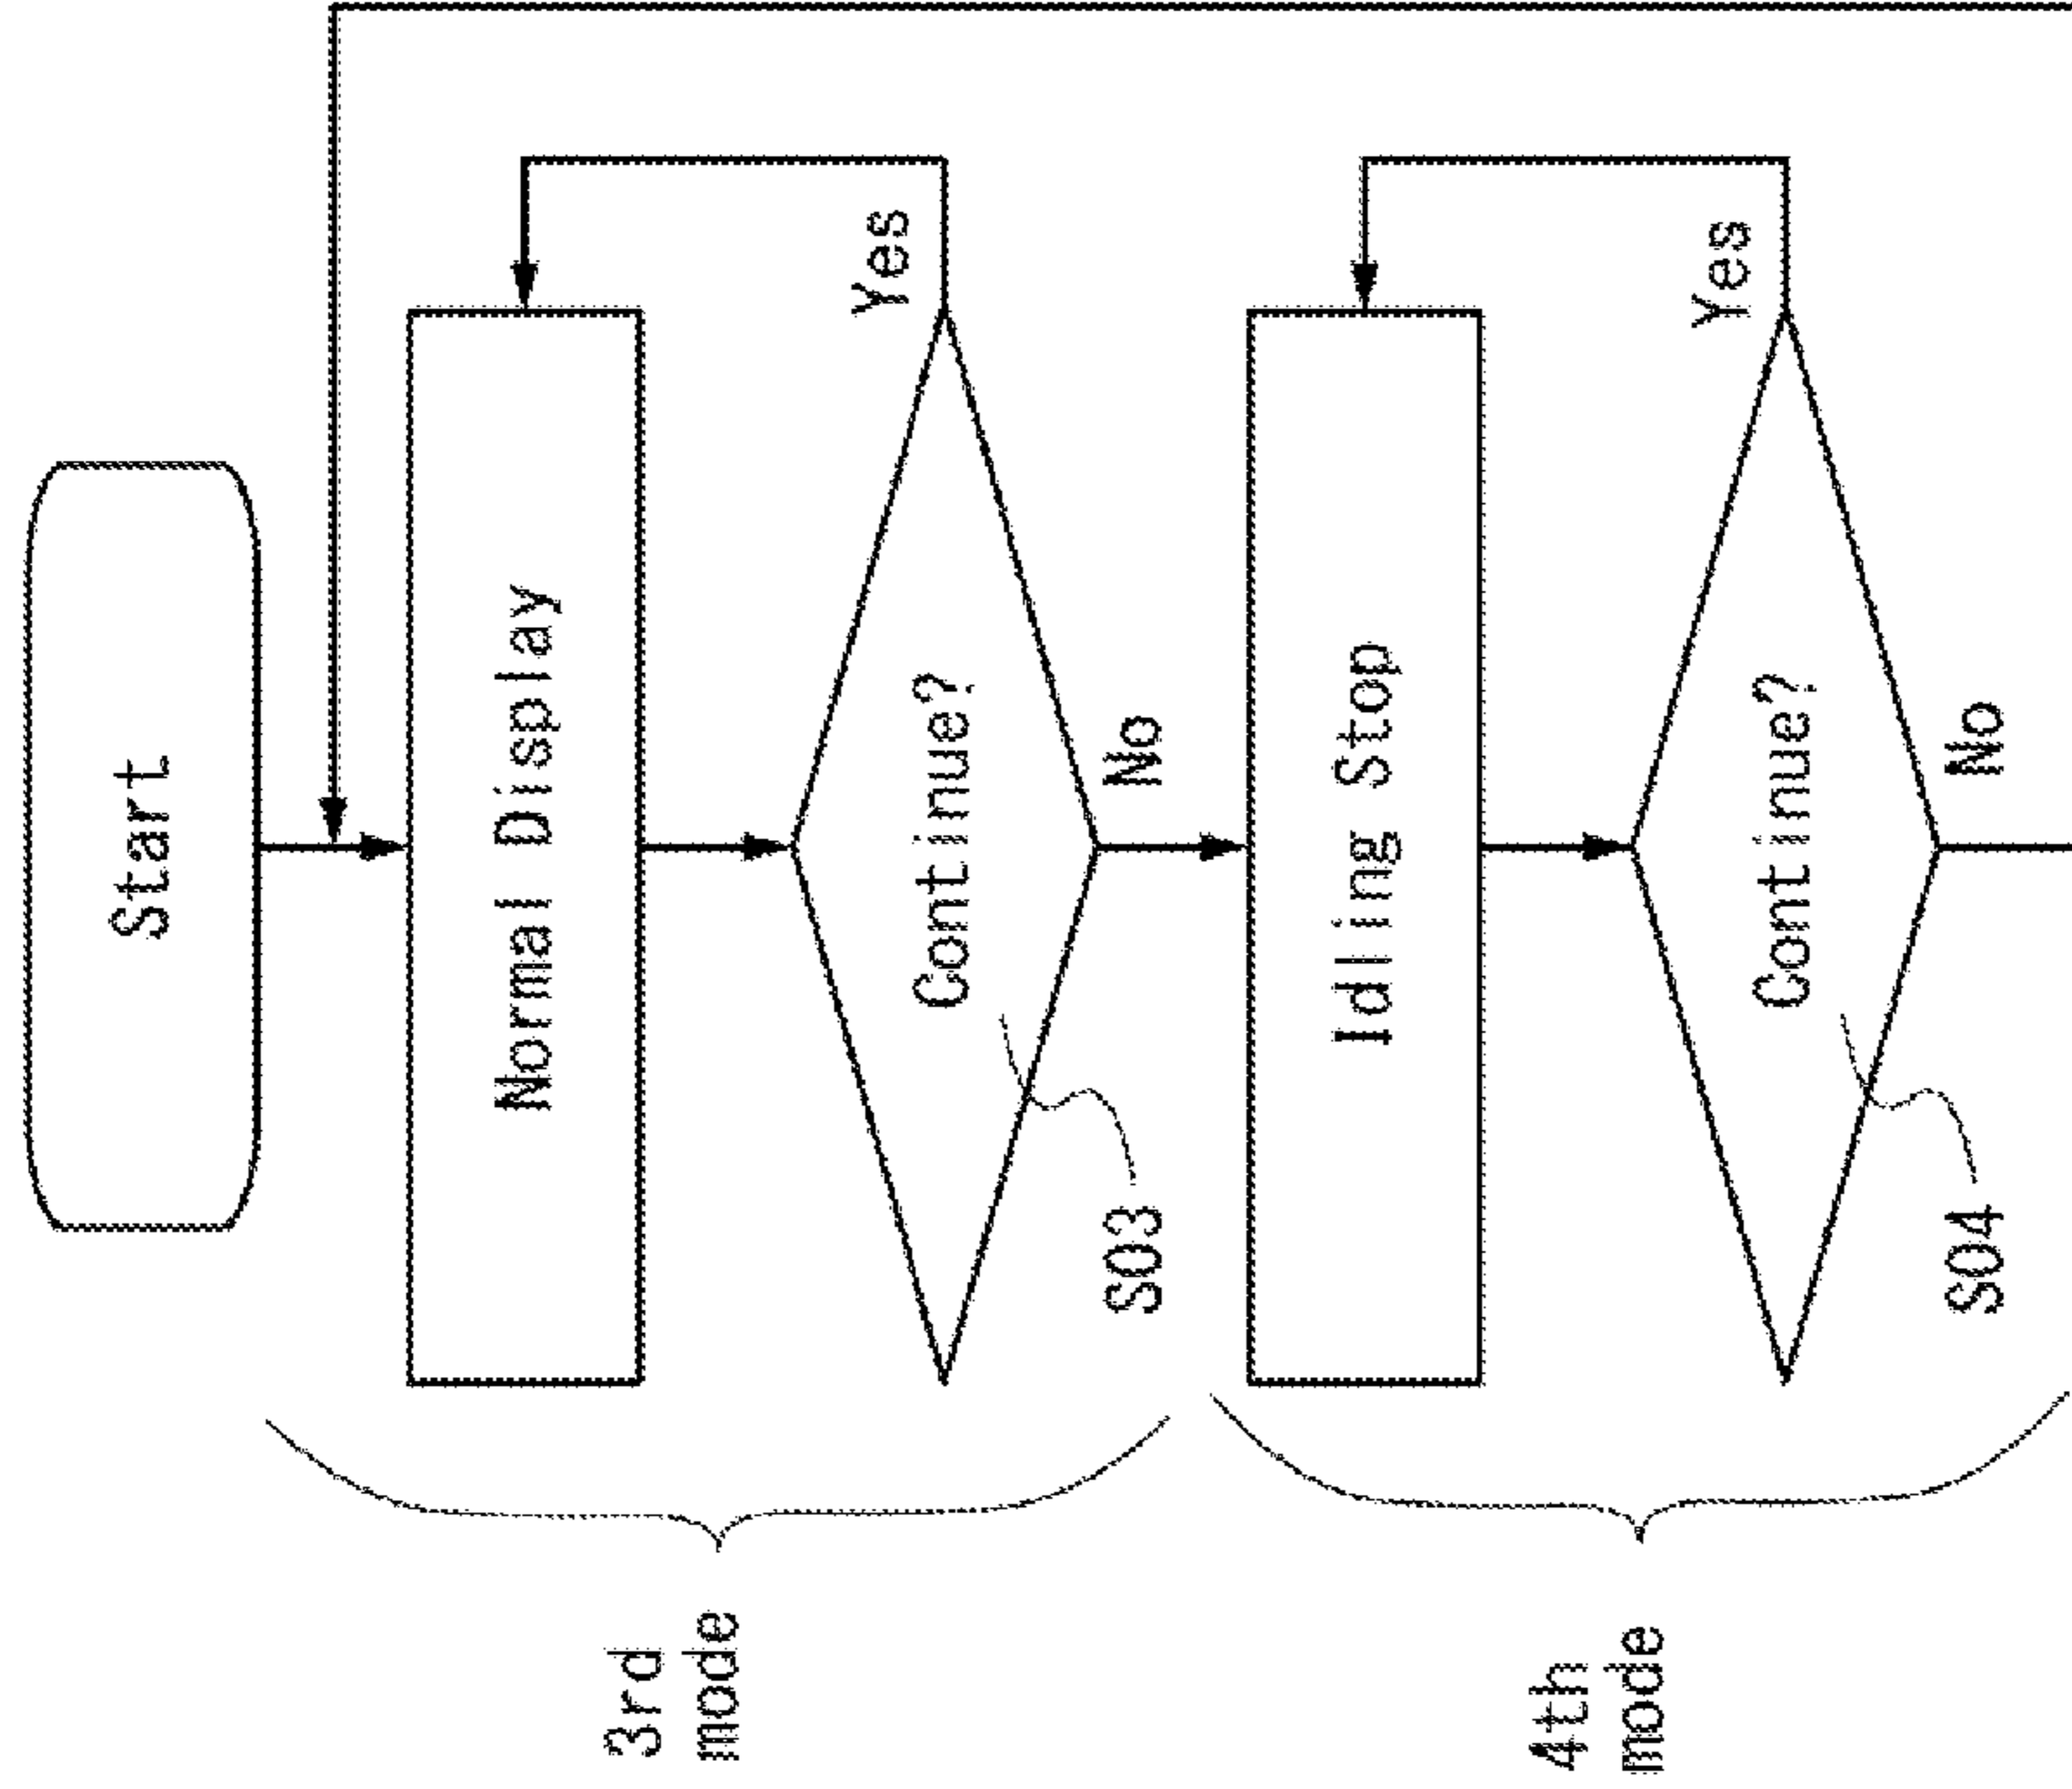 Start
Normal Display
Continue?
Yes
No
S03
3rd
mode
Idling Stop
Continue?
Yes
No
S04
4th
mode